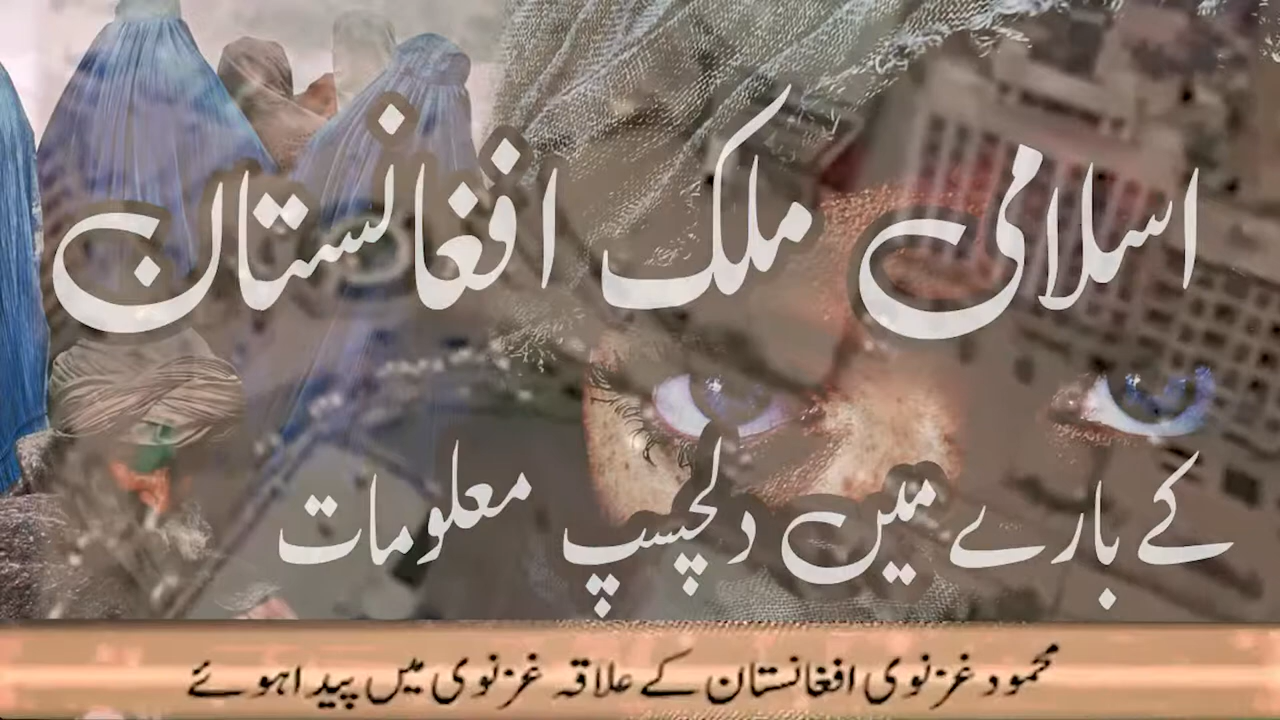 اسلامی ملک افغانستان
کے بارے میں دلچسپ معلومات
محمود غزنوی افغانستان کے علاقہ غزنوی میں پیدا ہوئے